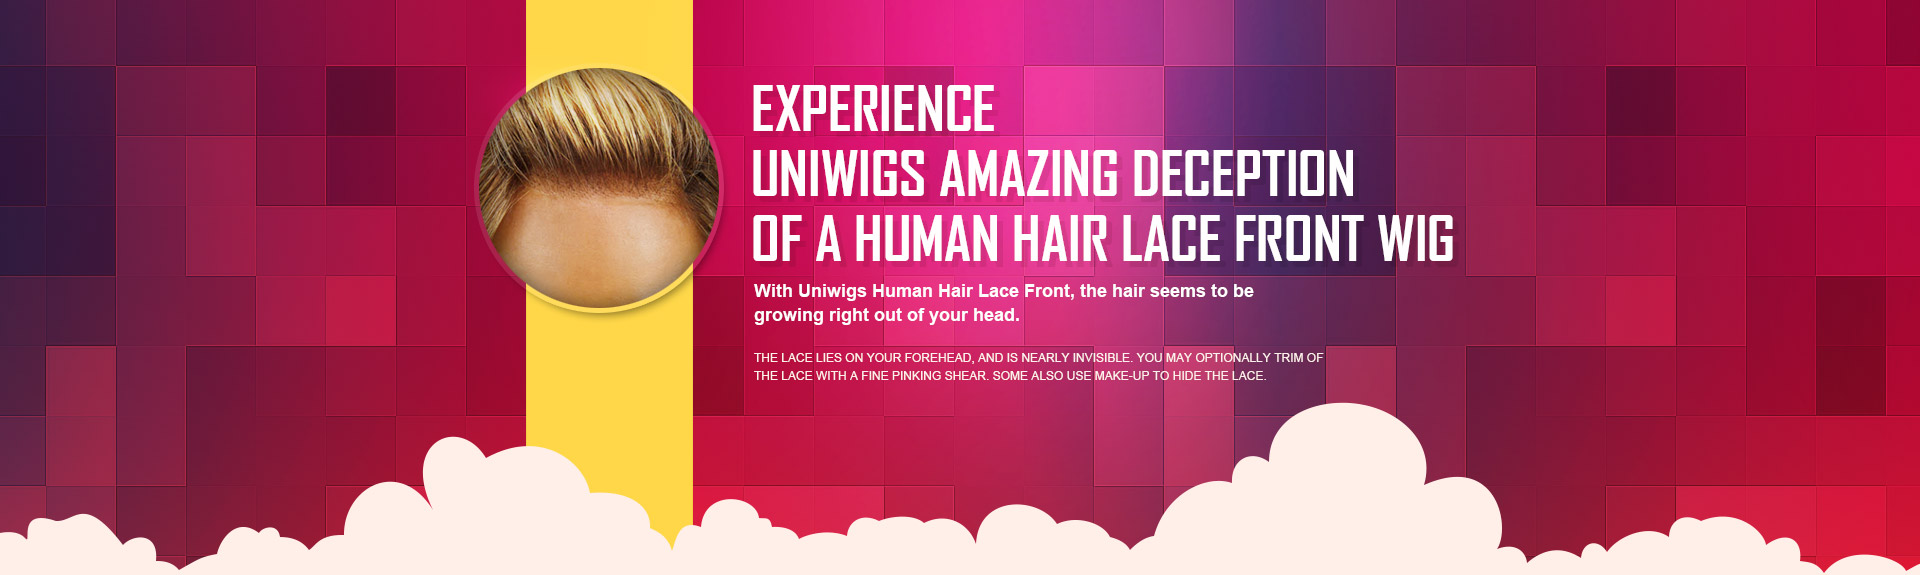 EXPERIENCE
UNIWIGS AMAZING DECEPTION
OF A HUMAN HAIR LACE FRONT WIG
With Uniwigs Human Hair Lace Front, the hair seems to be
growing right out of your head.
THE LACE LIES ON YOUR FOREHEAD, AND IS NEARLY INVISIBLE. YOU MAY OPTIONALLY TRIM OF
THE LACE WITH A FINE PINKING SHEAR. SOME ALSO USE MAKE-UP TO HIDE THE LACE.